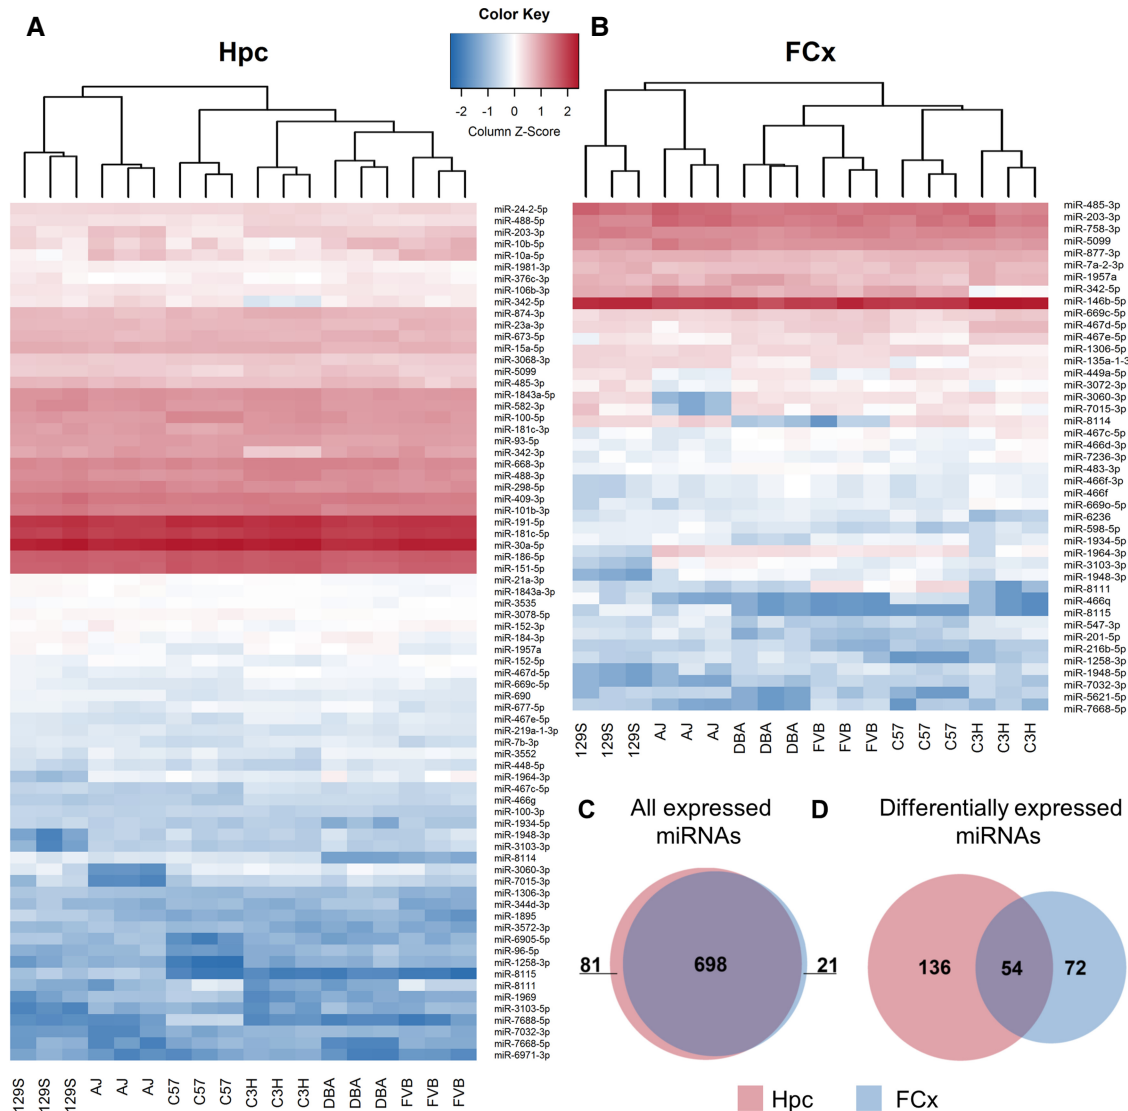 A
Hpc
Color Key
-2 -1 0 1 2
Column Z-Score
B
FCx
miR-24-2-5p
miR-488-5p
miR-203-3p
miR-10b-5p
miR-10a-5p
miR-1981-3p
miR-376c-3p
miR-106b-3p
miR-342-5p
miR-874-3p
miR-23a-3p
miR-673-5p
miR-15a-5p
miR-3068-3p
miR-5099
miR-485-3p
miR-1843a-5p
miR-582-3p
miR-100-5p
miR-181c-3p
miR-93-5p
miR-342-3p
miR-668-3p
miR-488-3p
miR-298-5p
miR-409-3p
miR-101b-3p
miR-191-5p
miR-181c-5p
miR-30a-5p
miR-186-5p
miR-151-5p
miR-21a-3p
miR-1843a-3p
miR-3535
miR-3078-5p
miR-152-3p
miR-184-3p
miR-1957a
miR-152-5p
miR-467d-5p
miR-669c-5p
miR-690
miR-677-5p
miR-467e-5p
miR-219a-1-3p
miR-7b-3p
miR-3552
miR-448-5p
miR-1964-3p
miR-467c-5p
miR-466g
miR-100-3p
miR-1934-5p
miR-1948-3p
miR-3103-3p
miR-8114
miR-3060-3p
miR-7015-3p
miR-1306-3p
miR-344d-3p
miR-1895
miR-3572-3p
miR-6905-5p
miR-96-5p
miR-1258-3p
miR-8115
miR-8111
miR-1969
miR-3103-5p
miR-7688-5p
miR-7032-3p
miR-7668-5p
miR-6971-3p
129S 129S 129S AJ AJ AJ C57 C57 C57 C3H C3H C3H DBA DBA DBA FVB FVB FVB
miR-485-3p
miR-203-3p
miR-758-3p
miR-5099
miR-877-3p
miR-7a-2-3p
miR-1957a
miR-342-5p
miR-146b-5p
miR-669c-5p
miR-467d-5p
miR-467e-5p
miR-1306-5p
miR-135a-1-3
miR-449a-5p
miR-3072-3p
miR-3060-3p
miR-7015-3p
miR-8114
miR-467c-5p
miR-466d-3p
miR-7236-3p
miR-483-3p
miR-466f-3p
miR-466f
miR-669o-5p
miR-6236
miR-598-5p
miR-1934-5p
miR-1964-3p
miR-3103-3p
miR-1948-3p
miR-8111
miR-466q
miR-8115
miR-547-3p
miR-201-5p
miR-216b-5p
miR-1258-3p
miR-1948-5p
miR-7032-3p
miR-5621-5p
miR-7668-5p
129S 129S 129S AJ AJ AJ DBA DBA DBA FVB FVB FVB C57 C57 C57 C3H C3H C3H
C
All expressed
miRNAs
81 698 21
D
Differentially expressed
miRNAs
136 54 72
Hpc FCx